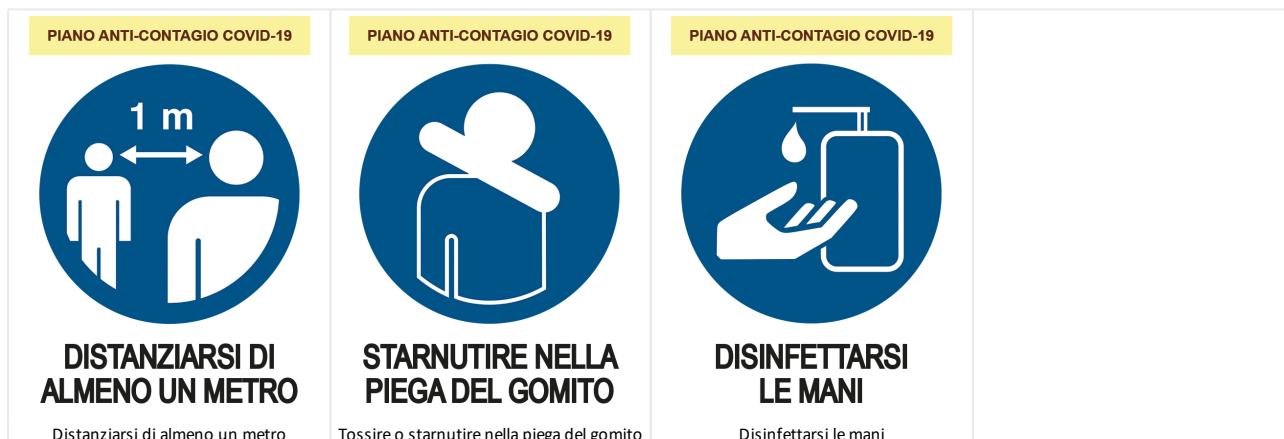 PIANO ANTI-CONTAGIO COVID-19
1 m
DISTANZIARSI DI
ALMENO UN METRO
Distanziarsi di almeno un metro
PIANO ANTI-CONTAGIO COVID-19
STARNUTIRE NELLA
PIEGA DEL GOMITO
Tossire o starnutire nella piega del gomito
PIANO ANTI-CONTAGIO COVID-19
DISINFETTARSI
LE MANI
Disinfettarsi le mani